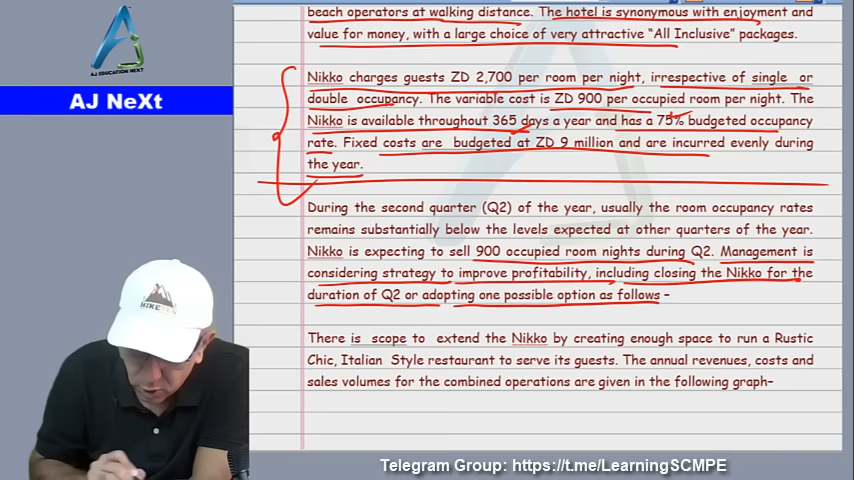 beach operators at walking distance. The hotel is synonymous with enjoyment and
value for money, with a large choice of very attractive “All Inclusive” packages.
AJ EDUCATION NEXT
AJ NeXt
Nikko charges guests ZD 2,700 per room per night, irrespective of single or
double occupancy. The variable cost is ZD 900 per occupied room per night. The
Nikko is available throughout 365 days a year and has a 75% budgeted occupancy
rate. Fixed costs are budgeted at ZD 9 million and are incurred evenly during
the year.
During the second quarter (Q2) of the year, usually the room occupancy rates
remains substantially below the levels expected at other quarters of the year.
Nikko is expecting to sell 900 occupied room nights during Q2. Management is
considering strategy to improve profitability, including closing the Nikko for the
duration of Q2 or adopting one possible option as follows –
There is scope to extend the Nikko by creating enough space to run a Rustic
Chic, Italian Style restaurant to serve its guests. The annual revenues, costs and
sales volumes for the combined operations are given in the following graph–
Telegram Group: https://t.me/LearningSCMPE